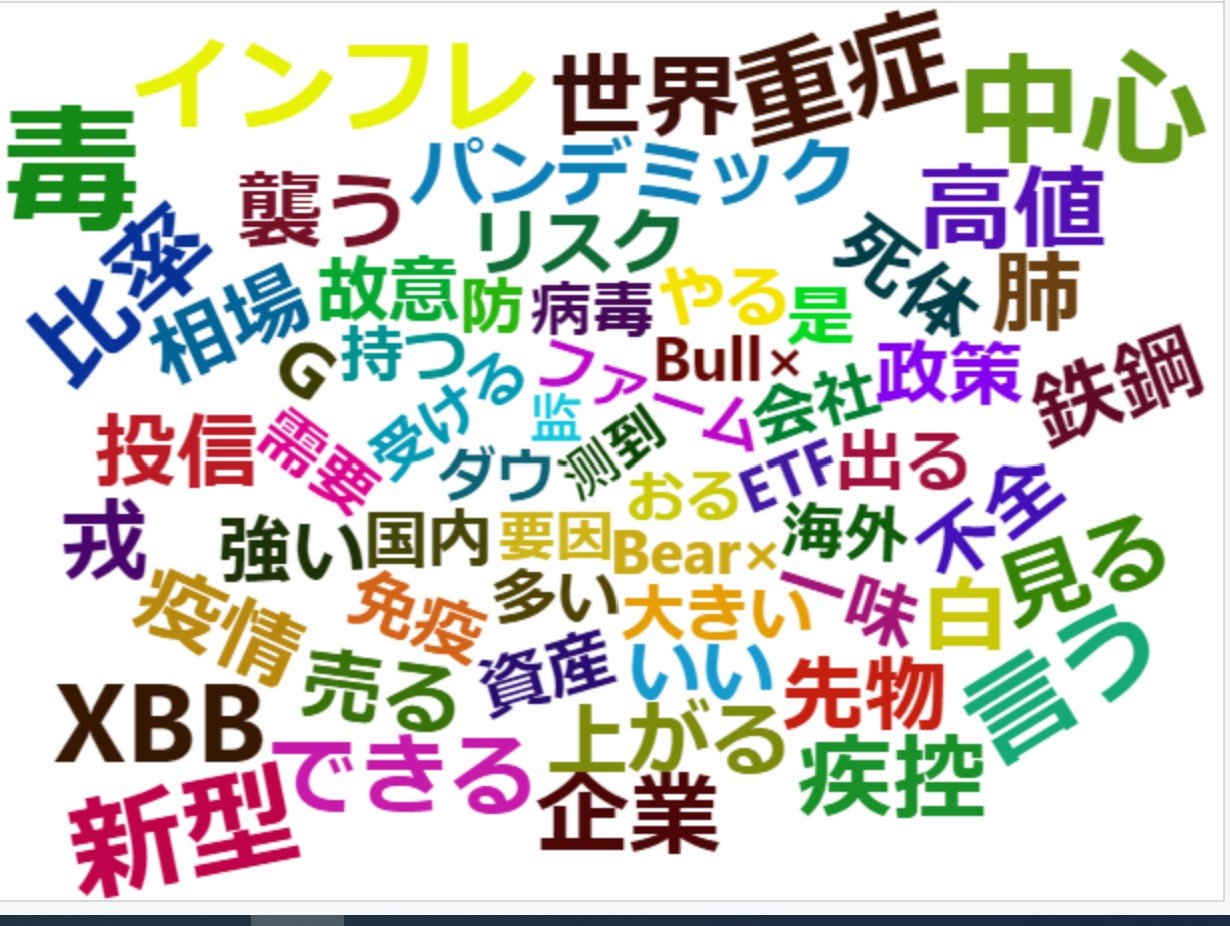 インフレ
世界
重症
中心
毒
パンデミック
襲う
高値
リスク
比率
死体
相場
故意
防
病毒
やる
是
肺
G
持つ
ファーム
Bull×
政策
鉄鋼
受ける
会社
投信
需要
监
测到
ダウ
おる
ETF
出る
戎
強い
国内
要因
Bear×
海外
不全
見る
疫情
免疫
多い
大きい
一味
白
売る
資産
いい
先物
言う
XBB
できる
上がる
疾控
新型
企業